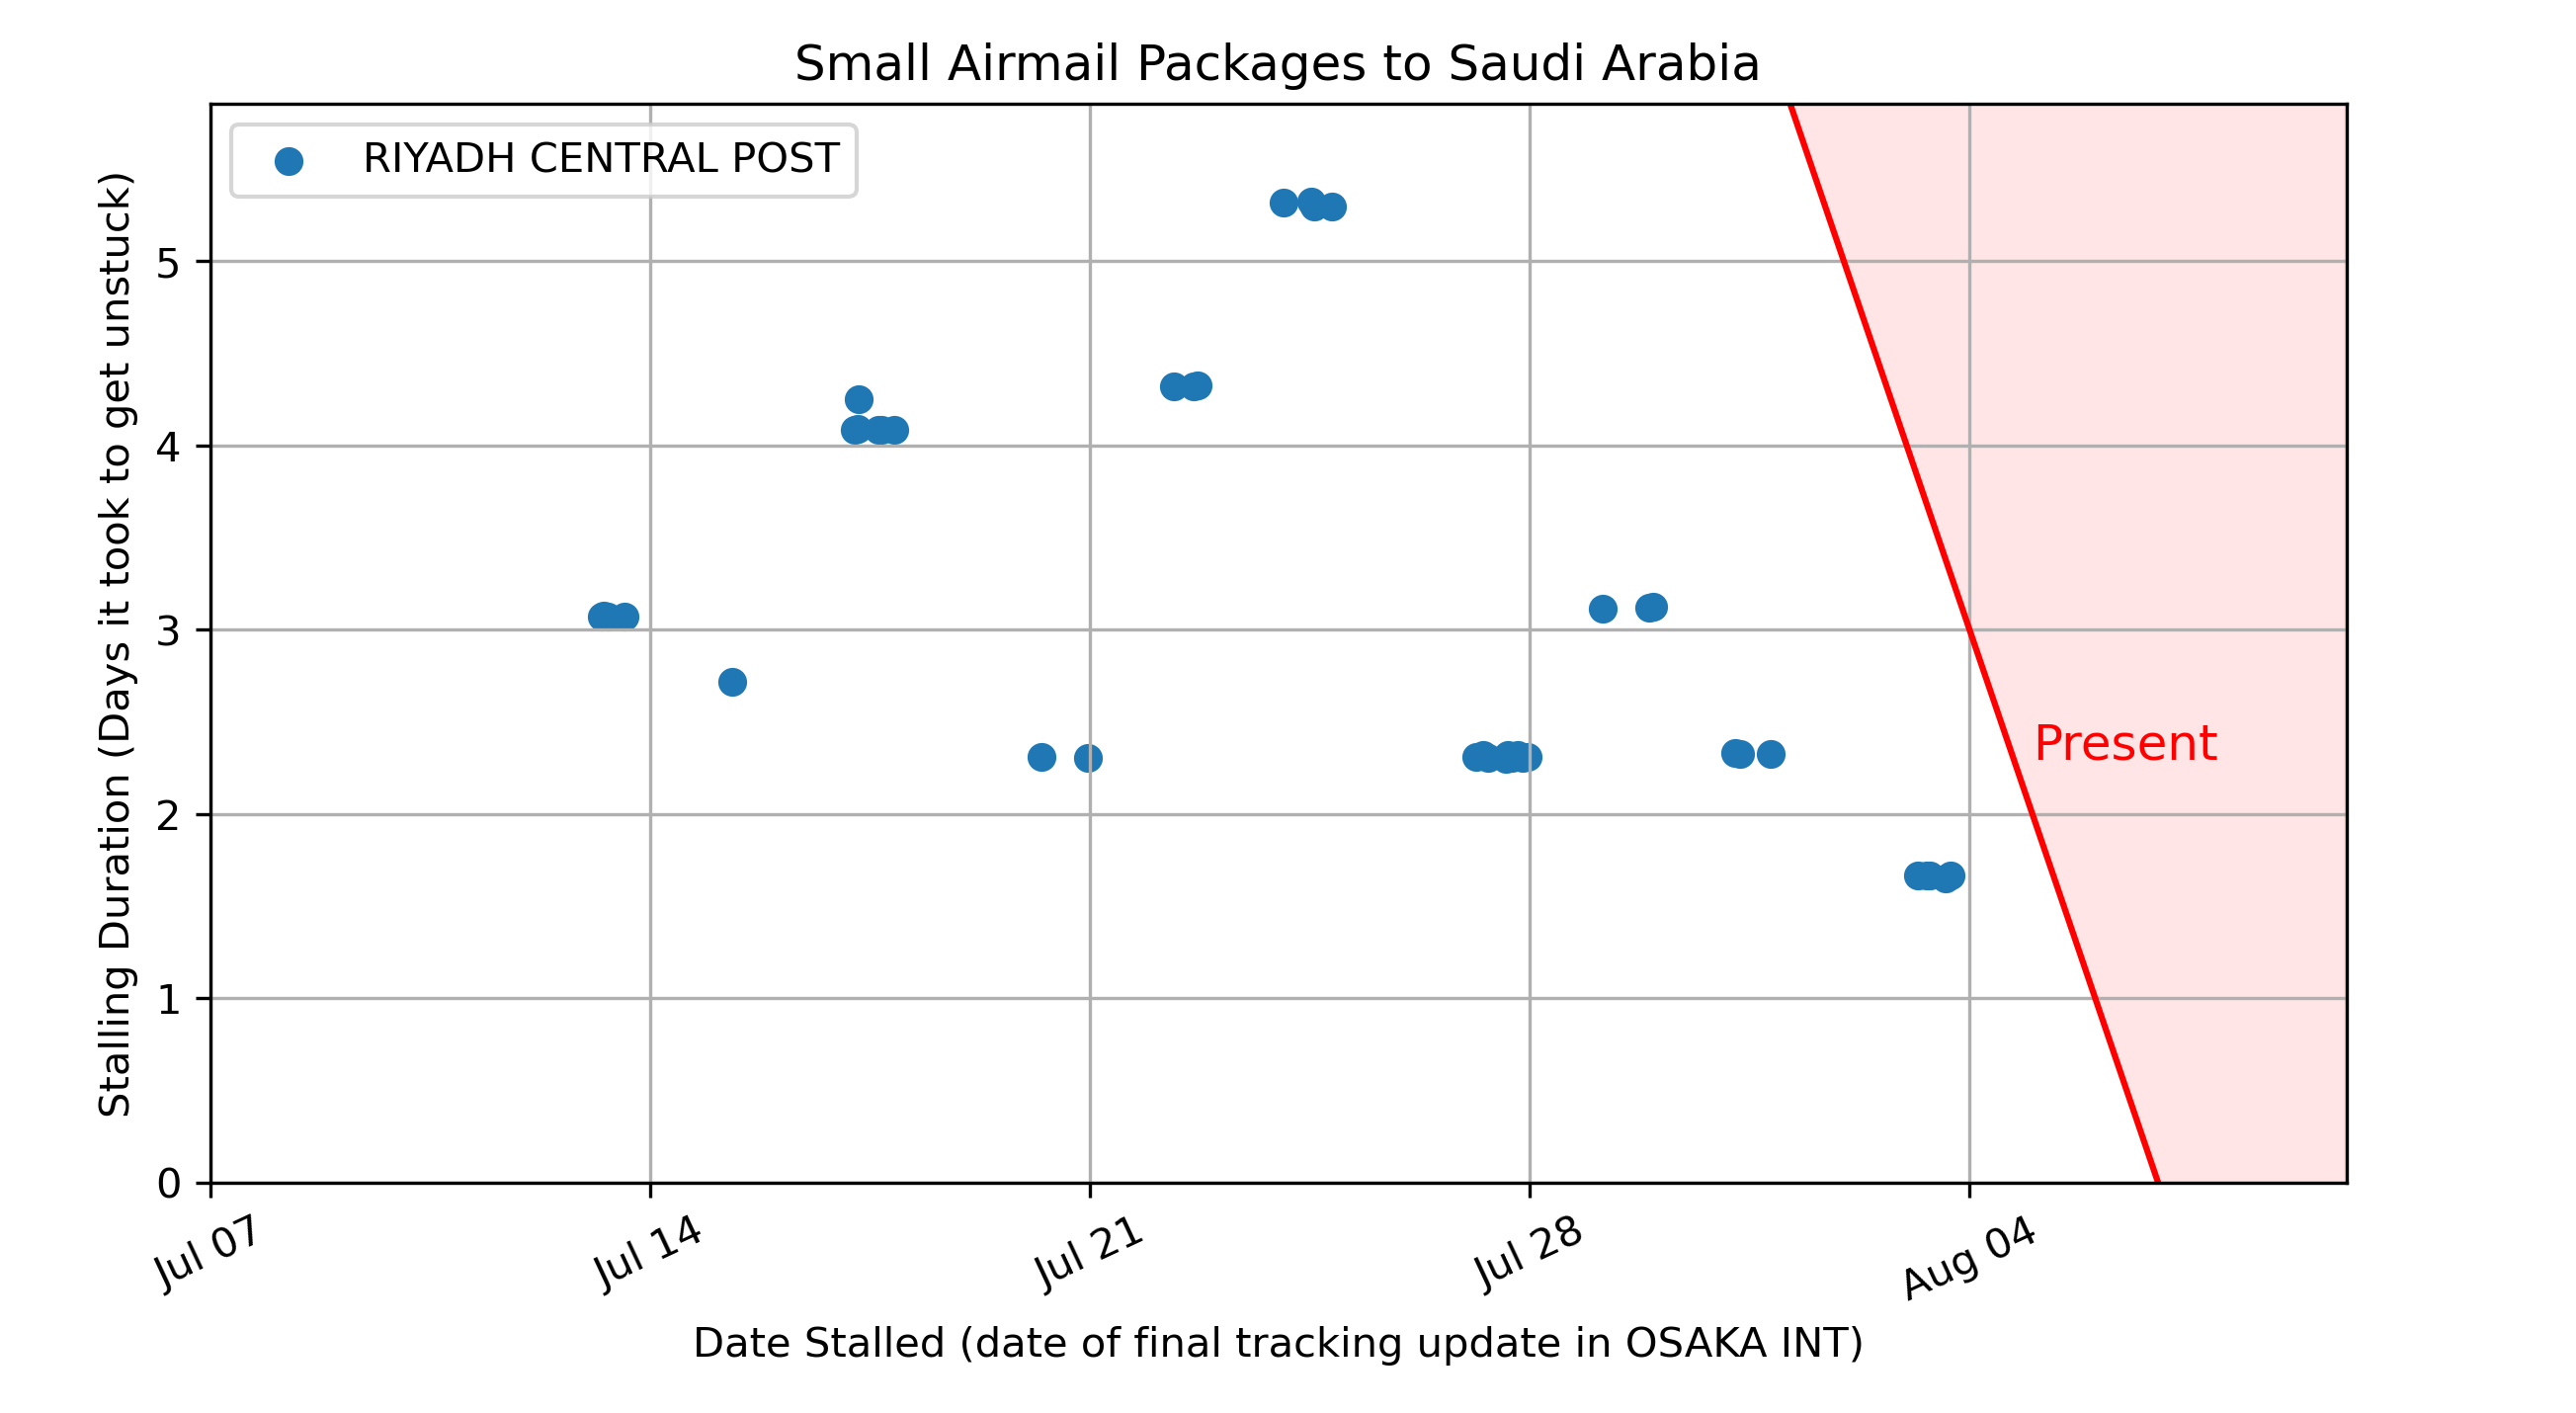 Small Airmail Packages to Saudi Arabia
RIYADH CENTRAL POST
Stalling Duration (Days it took to get unstuck)
5
4
3
2
1
0
Present
Jul 07
Jul 14
Jul 21
Jul 28
Aug 04
Date Stalled (date of final tracking update in OSAKA INT)